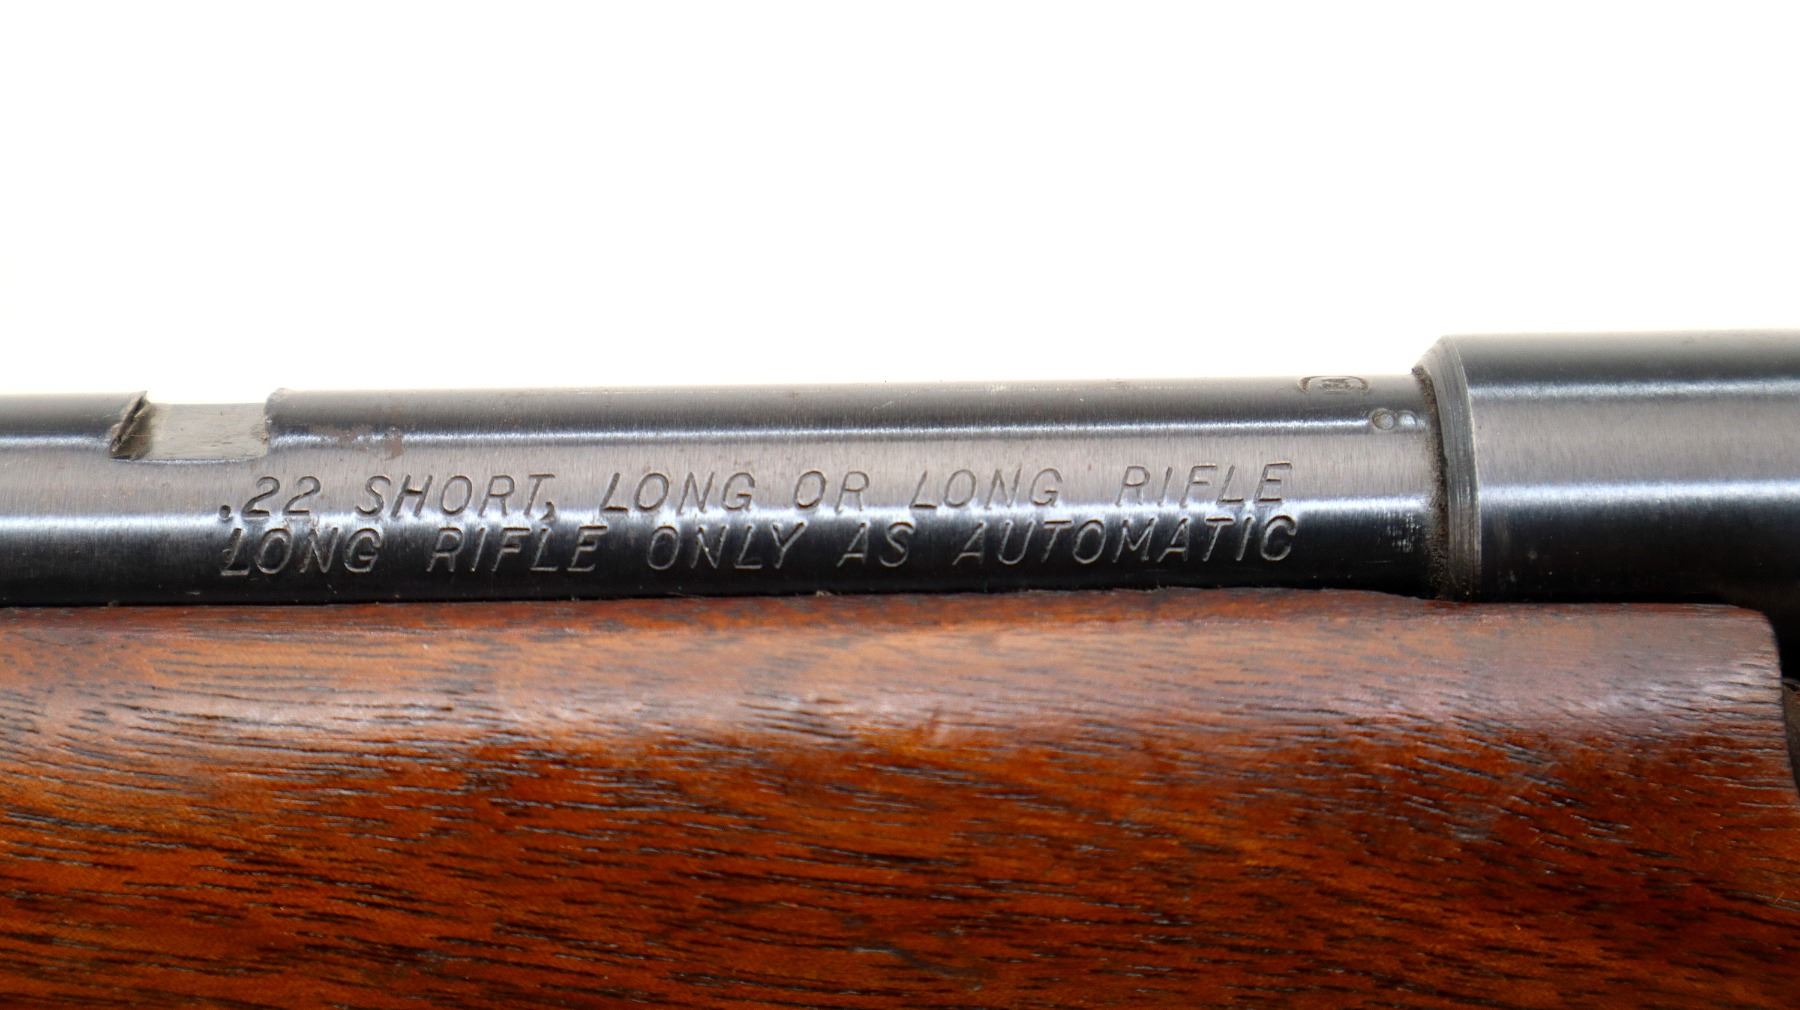 .22 SHORT, LONG OR LONG RIFLE
LONG RIFLE ONLY AS AUTOMATIC